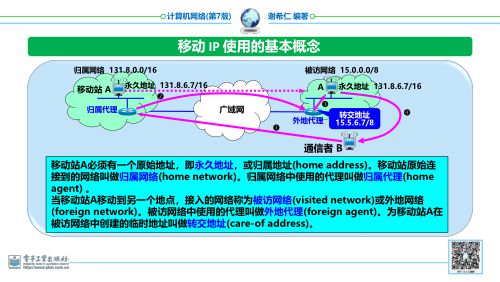 计算机网络(第7版) 谢希仁 编著
移动 IP 使用的基本概念
归属网络 131.8.0.0/16
被访网络 15.0.0.0/8
移动站 A
永久地址 131.8.6.7/16
A
永久地址 131.8.6.7/16
②
③
④
归属代理
广域网
外地代理
转交地址
15.5.6.7/8
①
通信者 B
移动站A必须有一个原始地址，即永久地址，或归属地址(home address)。移动站原始连
接到的网络叫做归属网络(home network)。归属网络中使用的代理叫做归属代理(home
agent) 。
当移动站A移动到另一个地点，接入的网络称为被访网络(visited network)或外地网络
(foreign network)。被访网络中使用的代理叫做外地代理(foreign agent)。为移动站A在
被访网络中创建的临时地址叫做转交地址(care-of address)。
电子工业出版社
http://www.phei.com.cn